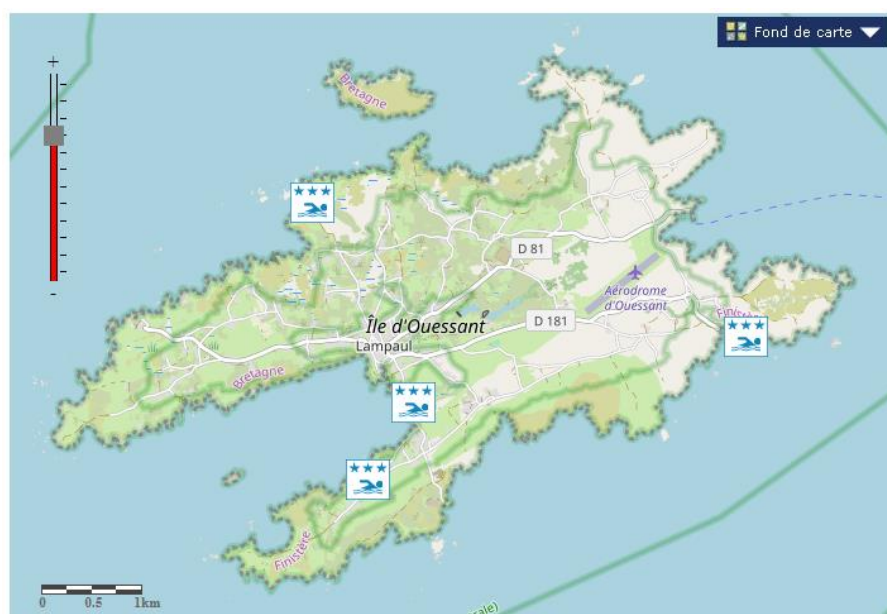 Fond de carte
+
Bretagne
D 81
Aérodrome
d'Ouessant
Île d'Ouessant
D 181
Lampaul
-
Bretagne
Finistère
0 0.5 1km